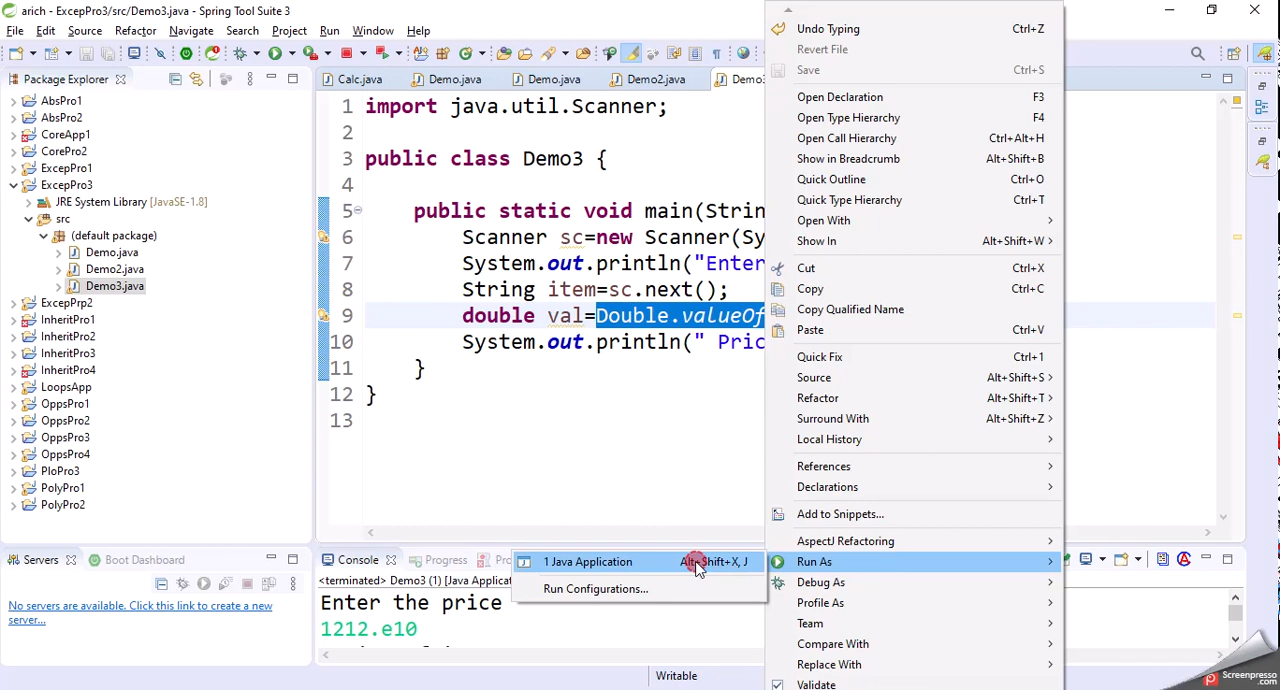 arich - ExcepPro3/src/Demo3.java - Spring Tool Suite 3
File Edit Source Refactor Navigate Search Project Run Window Help
Package Explorer
AbsPro1
AbsPro2
CoreApp1
CorePro2
ExcepPro1
ExcepPro3
JRE System Library [JavaSE-1.8]
src
(default package)
Demo.java
Demo2.java
Demo3.java
ExcepPrp2
InheritPro1
InheritPro2
InheritPro3
InheritPro4
LoopsApp
OppsPro1
OppsPro2
OppsPro3
OppsPro4
PloPro3
PolyPro1
PolyPro2
Calc.java Demo.java Demo.java Demo2.java Demo3
1 import java.util.Scanner;
2
3 public class Demo3 {
4
5 public static void main(Strin
6 Scanner sc=new Scanner(Sy
7 System.out.println("Enter
8 String item=sc.next();
9 double val=Double.valueOf
10 System.out.println(" Pric
11 }
12 }
13
Undo Typing Ctrl+Z
Revert File
Save Ctrl+S
Open Declaration F3
Open Type Hierarchy F4
Open Call Hierarchy Ctrl+Alt+H
Show in Breadcrumb Alt+Shift+B
Quick Outline Ctrl+O
Quick Type Hierarchy Ctrl+T
Open With
Show In Alt+Shift+W
Cut Ctrl+X
Copy Ctrl+C
Copy Qualified Name
Paste Ctrl+V
Quick Fix Ctrl+1
Source Alt+Shift+S
Refactor Alt+Shift+T
Surround With Alt+Shift+Z
Local History
References
Declarations
Add to Snippets...
AspectJ Refactoring
Run As
Debug As
Profile As
Team
Compare With
Replace With
Validate
1 Java Application Alt+Shift+X, J
Run Configurations...
Servers Boot Dashboard
No servers are available. Click this link to create a new
server...
Console Progress
<terminated> Demo3 (1) [Java Applicat
Enter the price
1212.e10
Writable
Screenpresso
.com